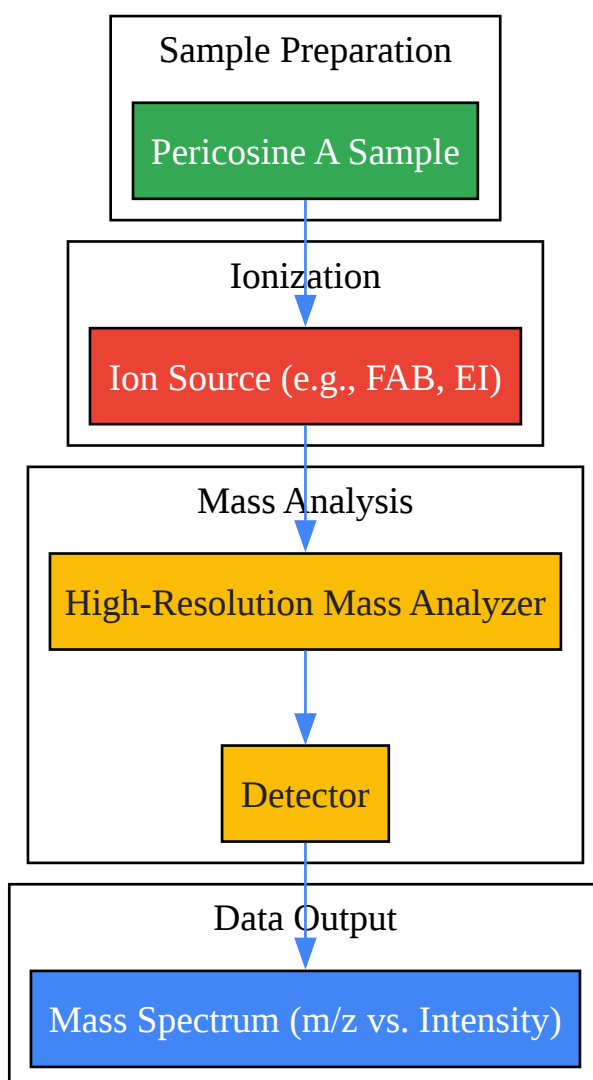 Sample Preparation
Pericosine A Sample
Ionization
Ion Source (e.g., FAB, EI)
Mass Analysis
High-Resolution Mass Analyzer
Detector
Data Output
Mass Spectrum (m/z vs. Intensity)